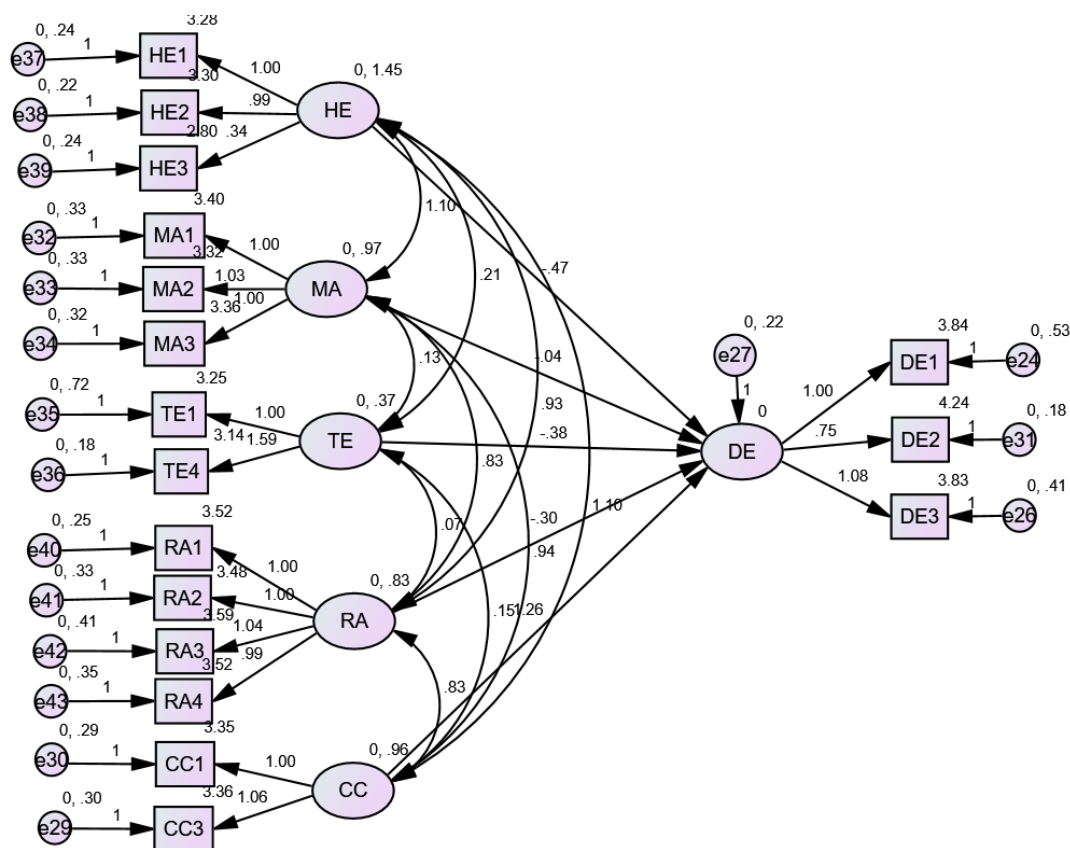 3.28
0, .24
e37
1
HE1
1.00
0, 1.45
HE
3.30
0, .22
e38
1
HE2
.99
2.80
.34
0, .24
e39
1
HE3
3.40
0, .33
e32
1
MA1
1.00
1.10
0, .97
MA
3.32
0, .33
e33
1
MA2
1.03
.21
-.47
3.36
1.00
0, .32
e34
1
MA3
0, .22
e27
1
3.84
0, .53
DE1
1
e24
.13
-.04
3.25
0, .72
e35
1
TE1
1.00
0, .37
TE
.93
0
DE
1.00
4.24
0, .18
DE2
1
e31
.75
3.14
1.59
-.38
0, .18
e36
1
TE4
.83
1.08
3.83
0, .41
DE3
1
e26
3.52
0, .25
e40
1
RA1
1.00
.07
-.30
1.10
.94
3.48
0, .33
e41
1
RA2
1.00
0, .83
RA
3.59
.15
1.26
0, .41
e42
1
RA3
1.04
3.52
.99
0, .35
e43
1
RA4
.83
3.35
0, .29
e30
1
CC1
1.00
0, .96
CC
3.36
1.06
0, .30
e29
1
CC3